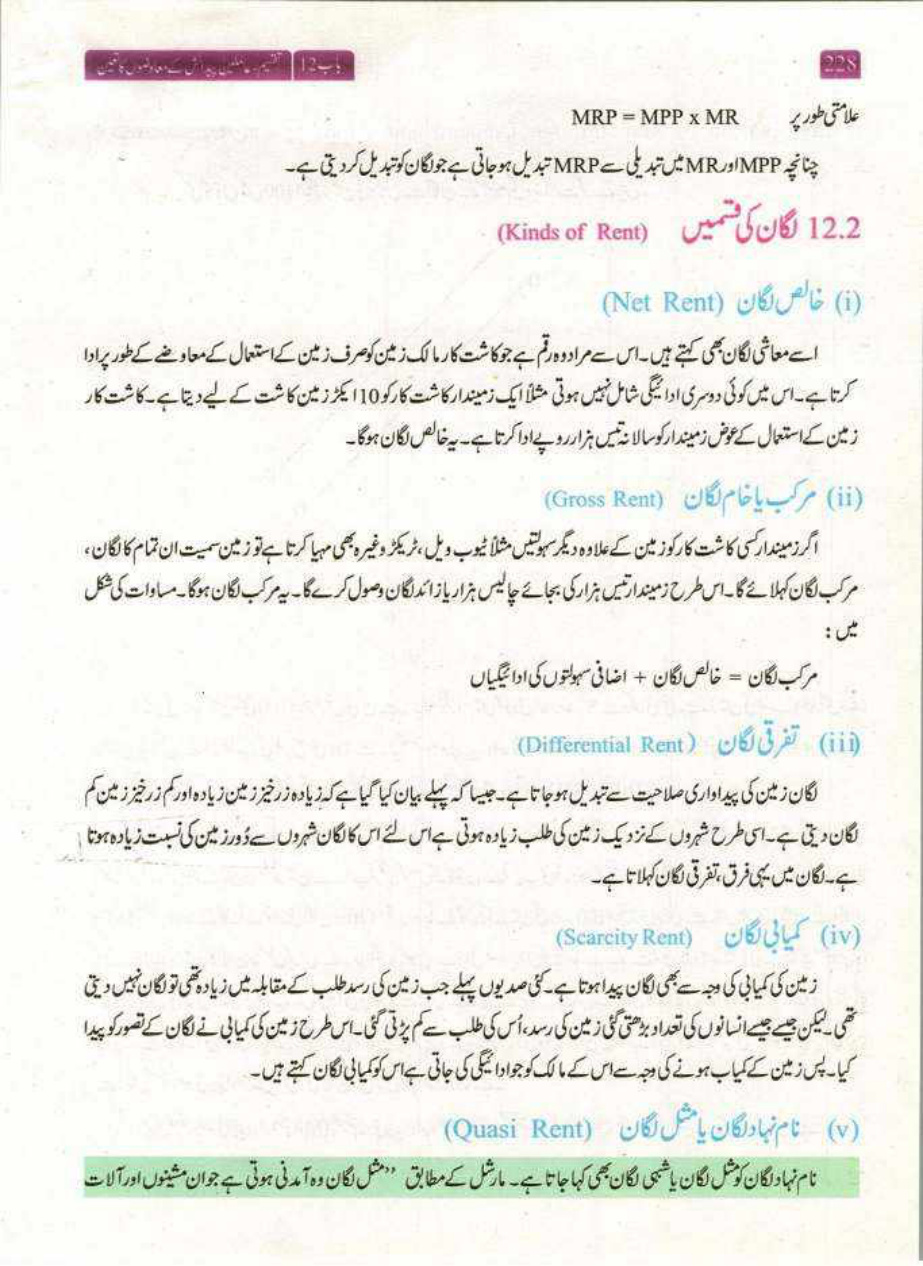 228
باب 12 تقسیم۔ عاملین پیدائش کے معاوضوں کا تعین
علامتی طور پر MRP = MPP x MR
چنانچہ MPP اور MR میں تبدیلی سے MRP تبدیل ہوجاتی ہے جو لگان کو تبدیل کر دیتی ہے۔
12.2 لگان کی قسمیں (Kinds of Rent)
(i) خالص لگان (Net Rent)
اسے معاشی لگان بھی کہتے ہیں۔ اس سے مراد وہ رقم ہے جو کاشت کار مالک زمین کو صرف زمین کے استعمال کے معاوضے کے طور پر ادا
کرتا ہے۔ اس میں کوئی دوسری ادائیگی شامل نہیں ہوتی مثلاً ایک زمیندار کاشت کار کو 10 ایکڑ زمین کاشت کے لیے دیتا ہے۔ کاشت کار
زمین کے استعمال کے عوض زمیندار کو سالانہ تیس ہزار روپے ادا کرتا ہے۔ یہ خالص لگان ہوگا۔
(ii) مرکب یا خام لگان (Gross Rent)
اگر زمیندار کسی کاشت کار کو زمین کے علاوہ دیگر سہولتیں مثلاً ٹیوب ویل، ٹریکٹر وغیرہ بھی مہیا کرتا ہے تو زمین سمیت ان تمام کا لگان،
مرکب لگان کہلائے گا۔ اس طرح زمیندار تیس ہزار کی بجائے چالیس ہزار یا زائد لگان وصول کرے گا۔ یہ مرکب لگان ہوگا۔ مساوات کی شکل
میں :
مرکب لگان = خالص لگان + اضافی سہولتوں کی ادائیگیاں
(iii) تفرقی لگان (Differential Rent)
لگان زمین کی پیداواری صلاحیت سے تبدیل ہو جاتا ہے۔ جیسا کہ پہلے بیان کیا گیا ہے کہ زیادہ زرخیز زمین زیادہ اور کم زرخیز زمین کم
لگان دیتی ہے۔ اسی طرح شہروں کے نزدیک زمین کی طلب زیادہ ہوتی ہے اس لئے اس کا لگان شہروں سے دُور زمین کی نسبت زیادہ ہوتا
ہے۔ لگان میں یہی فرق، تفرقی لگان کہلاتا ہے۔
(iv) کمیابی لگان (Scarcity Rent)
زمین کی کمیابی کی وجہ سے بھی لگان پیدا ہوتا ہے۔ کئی صدیوں پہلے جب زمین کی رسد طلب کے مقابلہ میں زیادہ تھی تو لگان نہیں دیتی
تھی۔ لیکن جیسے جیسے انسانوں کی تعداد بڑھتی گئی زمین کی رسد، اُس کی طلب سے کم پڑتی گئی۔ اس طرح زمین کی کمیابی نے لگان کے تصور کو پیدا
کیا۔ پس زمین کے کمیاب ہونے کی وجہ سے اس کے مالک کو جو ادائیگی کی جاتی ہے اس کو کمیابی لگان کہتے ہیں۔
(v) نام نہاد لگان یا مثل لگان (Quasi Rent)
نام نہاد لگان کو مثل لگان یا شبہی لگان بھی کہا جاتا ہے۔ مارشل کے مطابق ’’مثل لگان وہ آمدنی ہوتی ہے جو ان مشینوں اور آلات